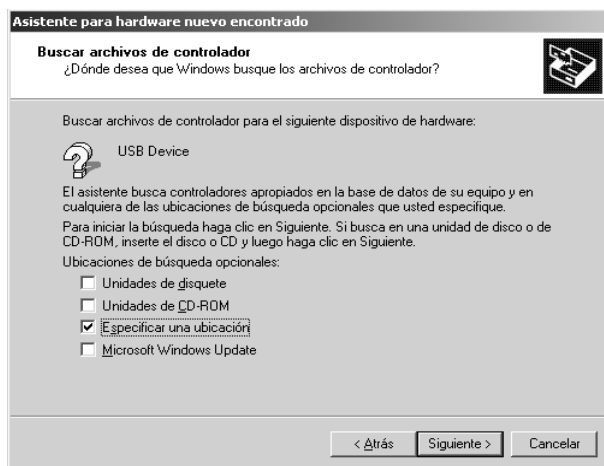 Asistente para hardware nuevo encontrado
Buscar archivos de controlador
¿Dónde desea que Windows busque los archivos de controlador?
Buscar archivos de controlador para el siguiente dispositivo de hardware:
USB Device
El asistente busca controladores apropiados en la base de datos de su equipo y en
cualquiera de las ubicaciones de búsqueda opcionales que usted especifique.
Para iniciar la búsqueda haga clic en Siguiente. Si busca en una unidad de disco o de
CD-ROM, inserte el disco o CD y luego haga clic en Siguiente.
Ubicaciones de búsqueda opcionales:
Unidades de disquete
Unidades de CD-ROM
Especificar una ubicación
Microsoft Windows Update
< Atrás Siguiente > Cancelar